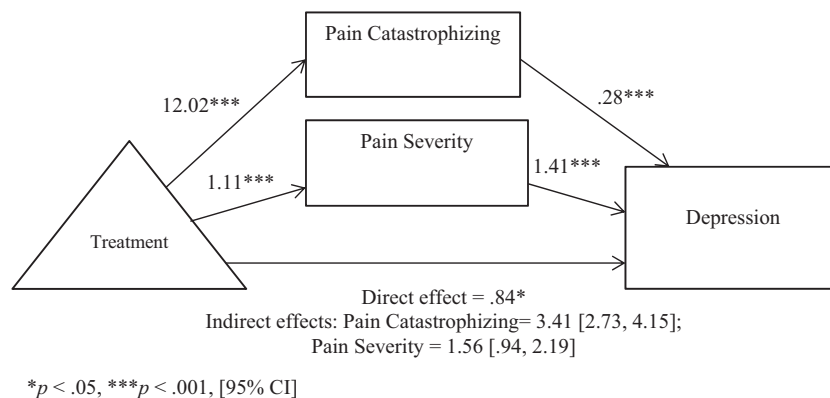 Pain Catastrophizing
12.02***
.28***
Pain Severity
1.11***
1.41***
Treatment
Depression
Direct effect = .84*
Indirect effects: Pain Catastrophizing= 3.41 [2.73, 4.15];
Pain Severity = 1.56 [.94, 2.19]
*p < .05, ***p < .001, [95% CI]